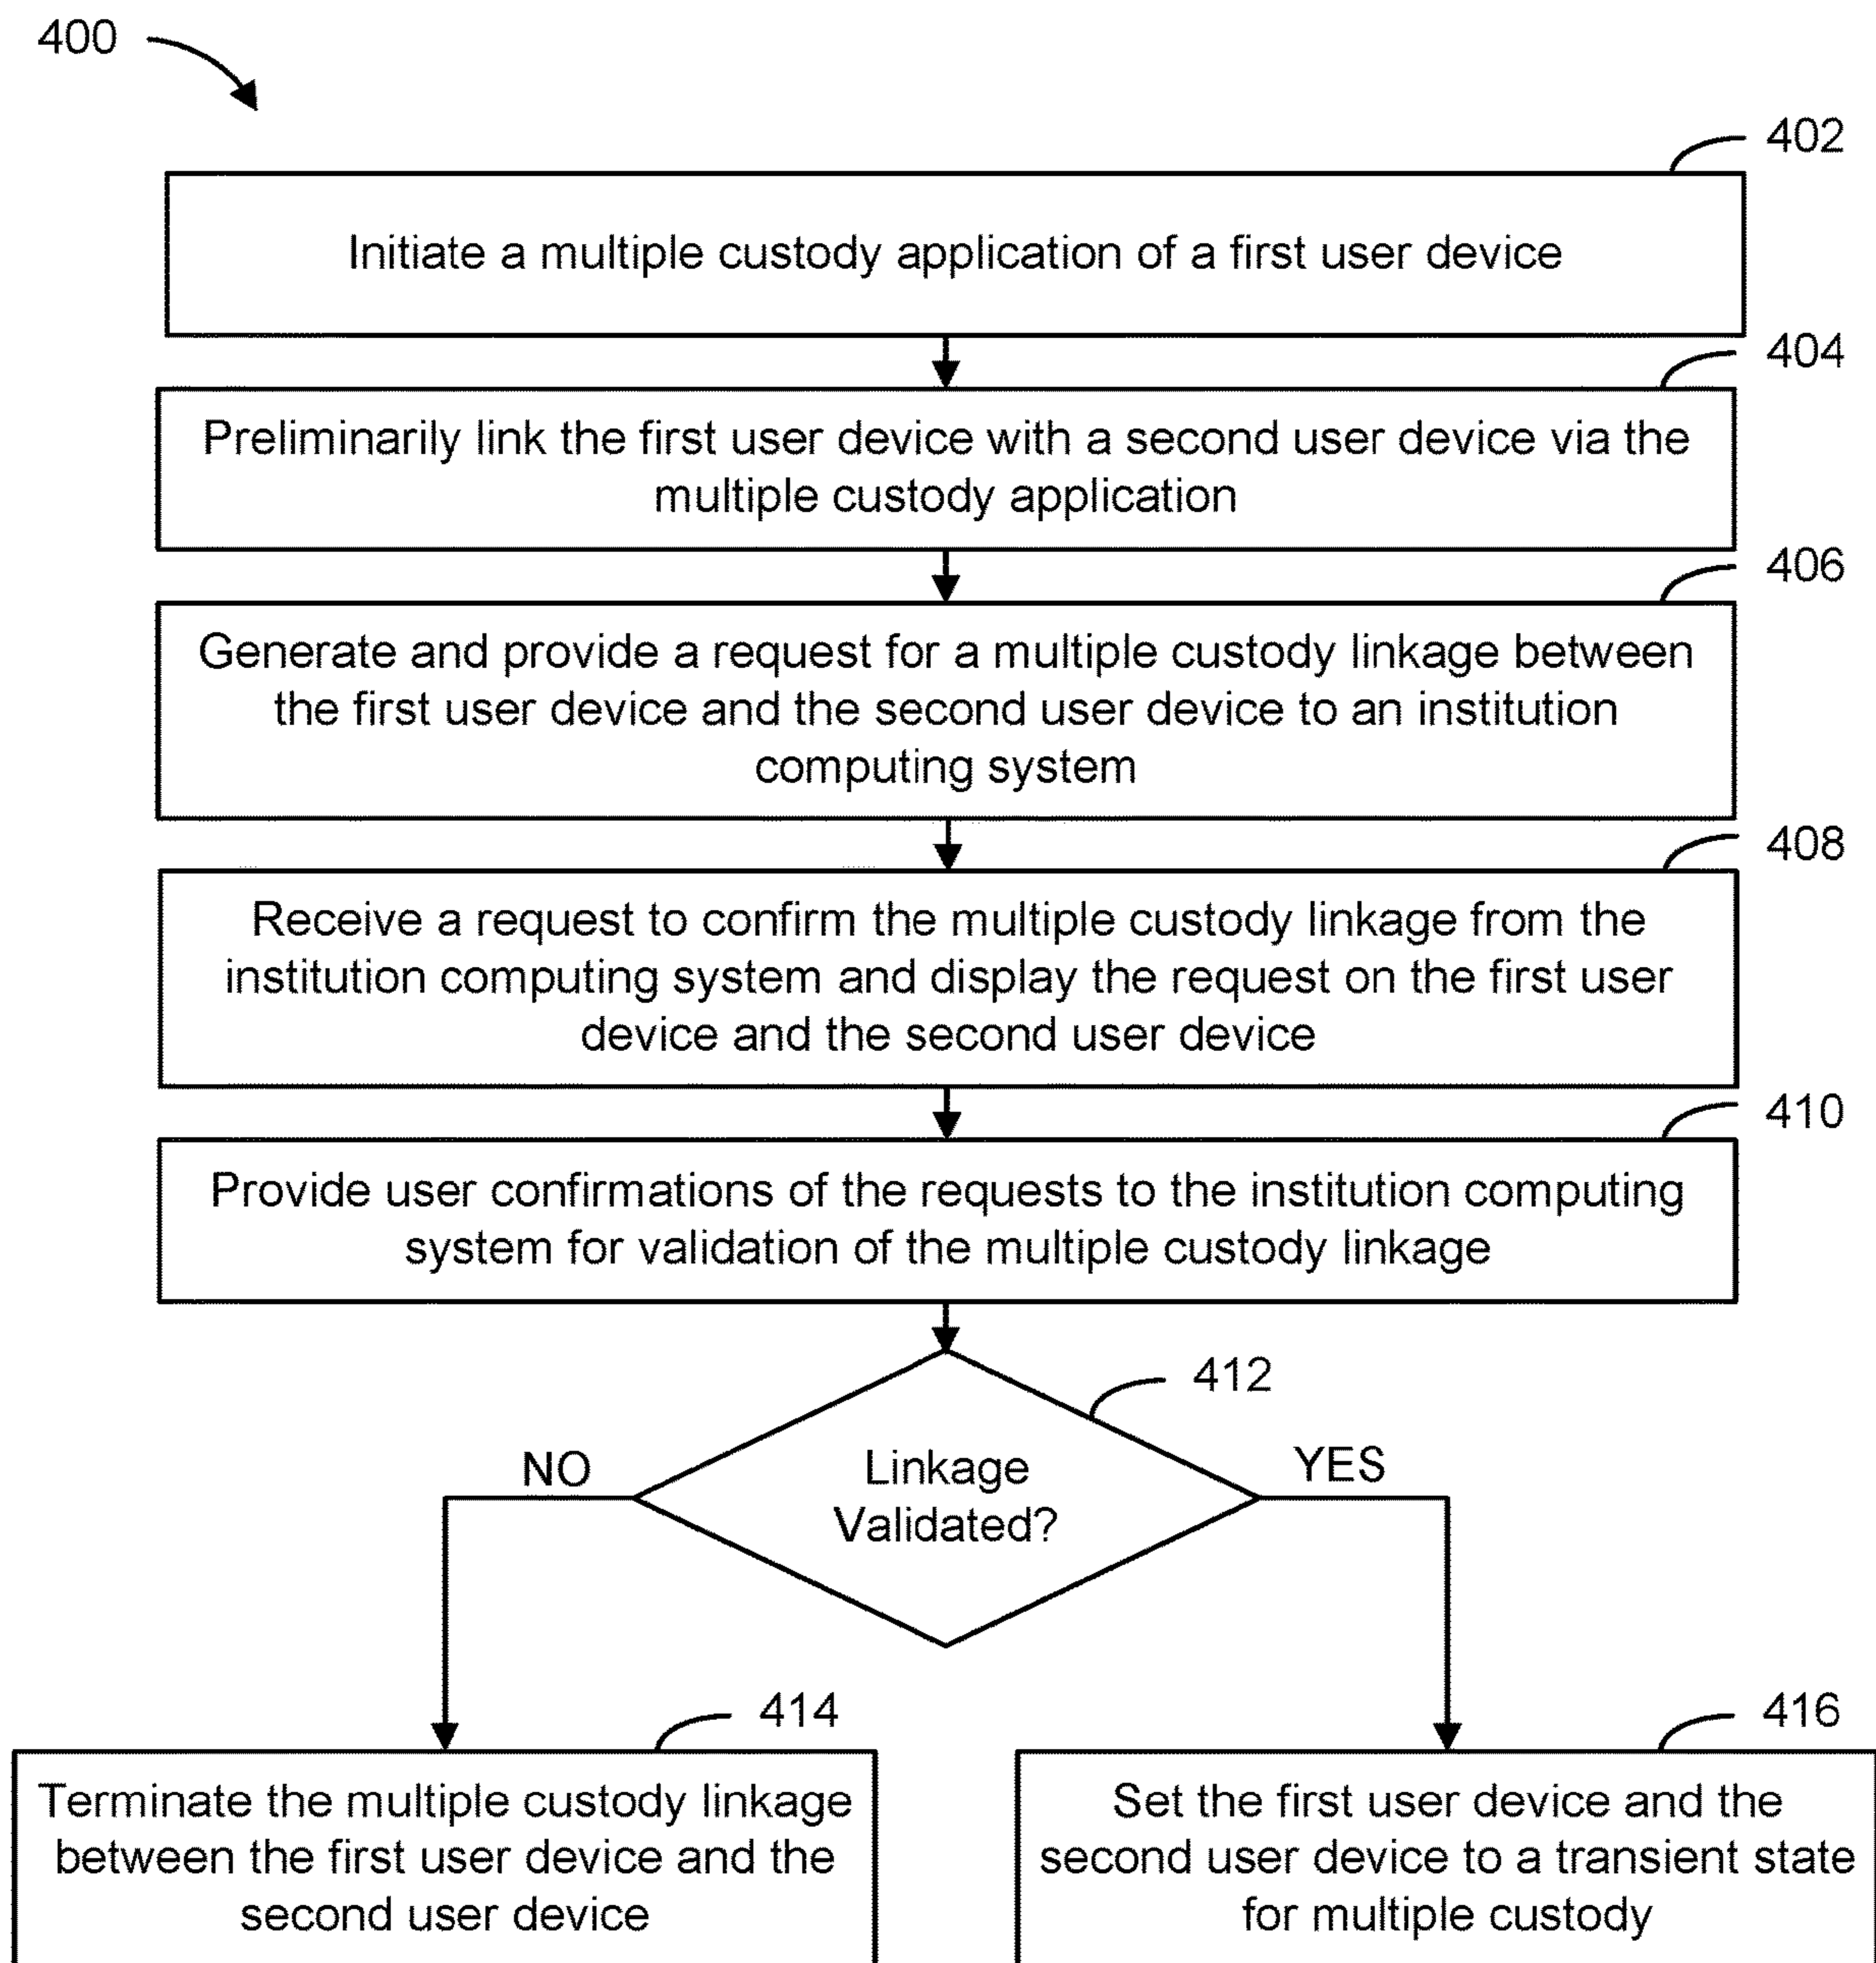 400
402
Initiate a multiple custody application of a first user device
404
Preliminarily link the first user device with a second user device via the
multiple custody application
406
Generate and provide a request for a multiple custody linkage between
the first user device and the second user device to an institution
computing system
408
Receive a request to confirm the multiple custody linkage from the
institution computing system and display the request on the first user
device and the second user device
410
Provide user confirmations of the requests to the institution computing
system for validation of the multiple custody linkage
412
Linkage
Validated?
NO
YES
414
Terminate the multiple custody linkage
between the first user device and the
second user device
416
Set the first user device and the
second user device to a transient state
for multiple custody